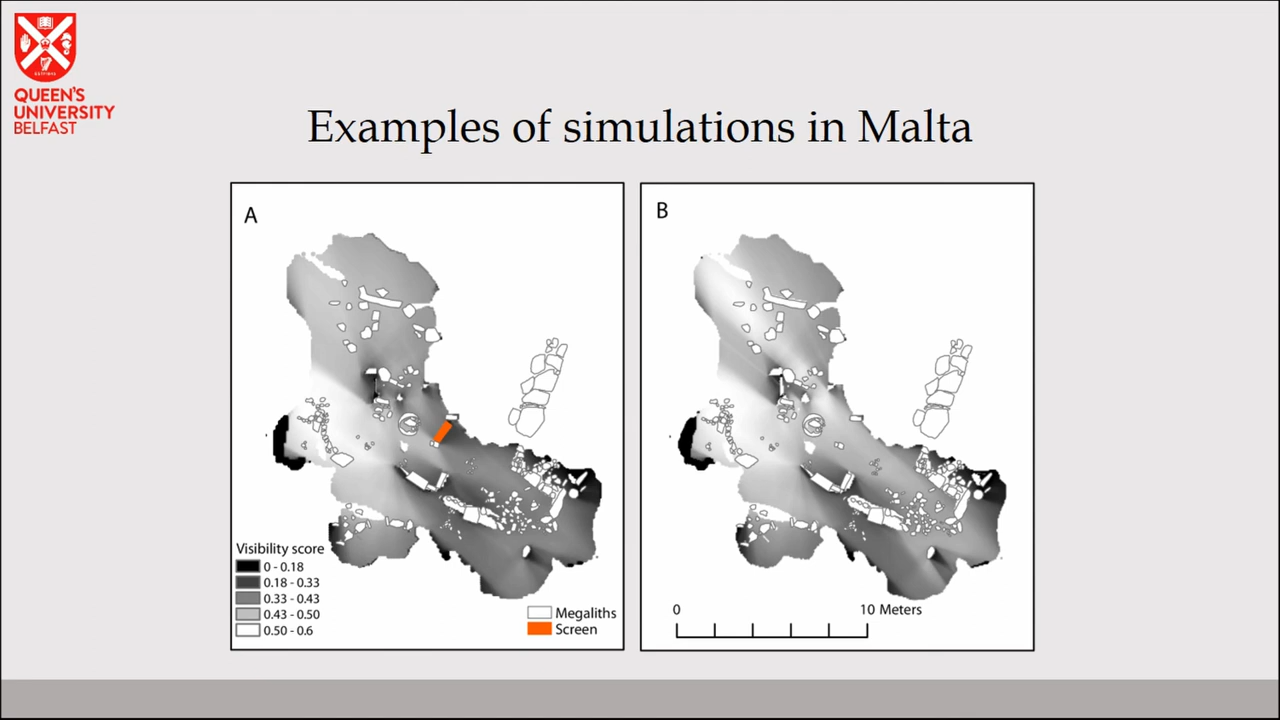 QUEEN'S
UNIVERSITY
BELFAST
Examples of simulations in Malta
A
Visibility score
0 - 0.18
0.18 - 0.33
0.33 - 0.43
0.43 - 0.50
0.50 - 0.6
Megaliths
Screen
B
0
10 Meters